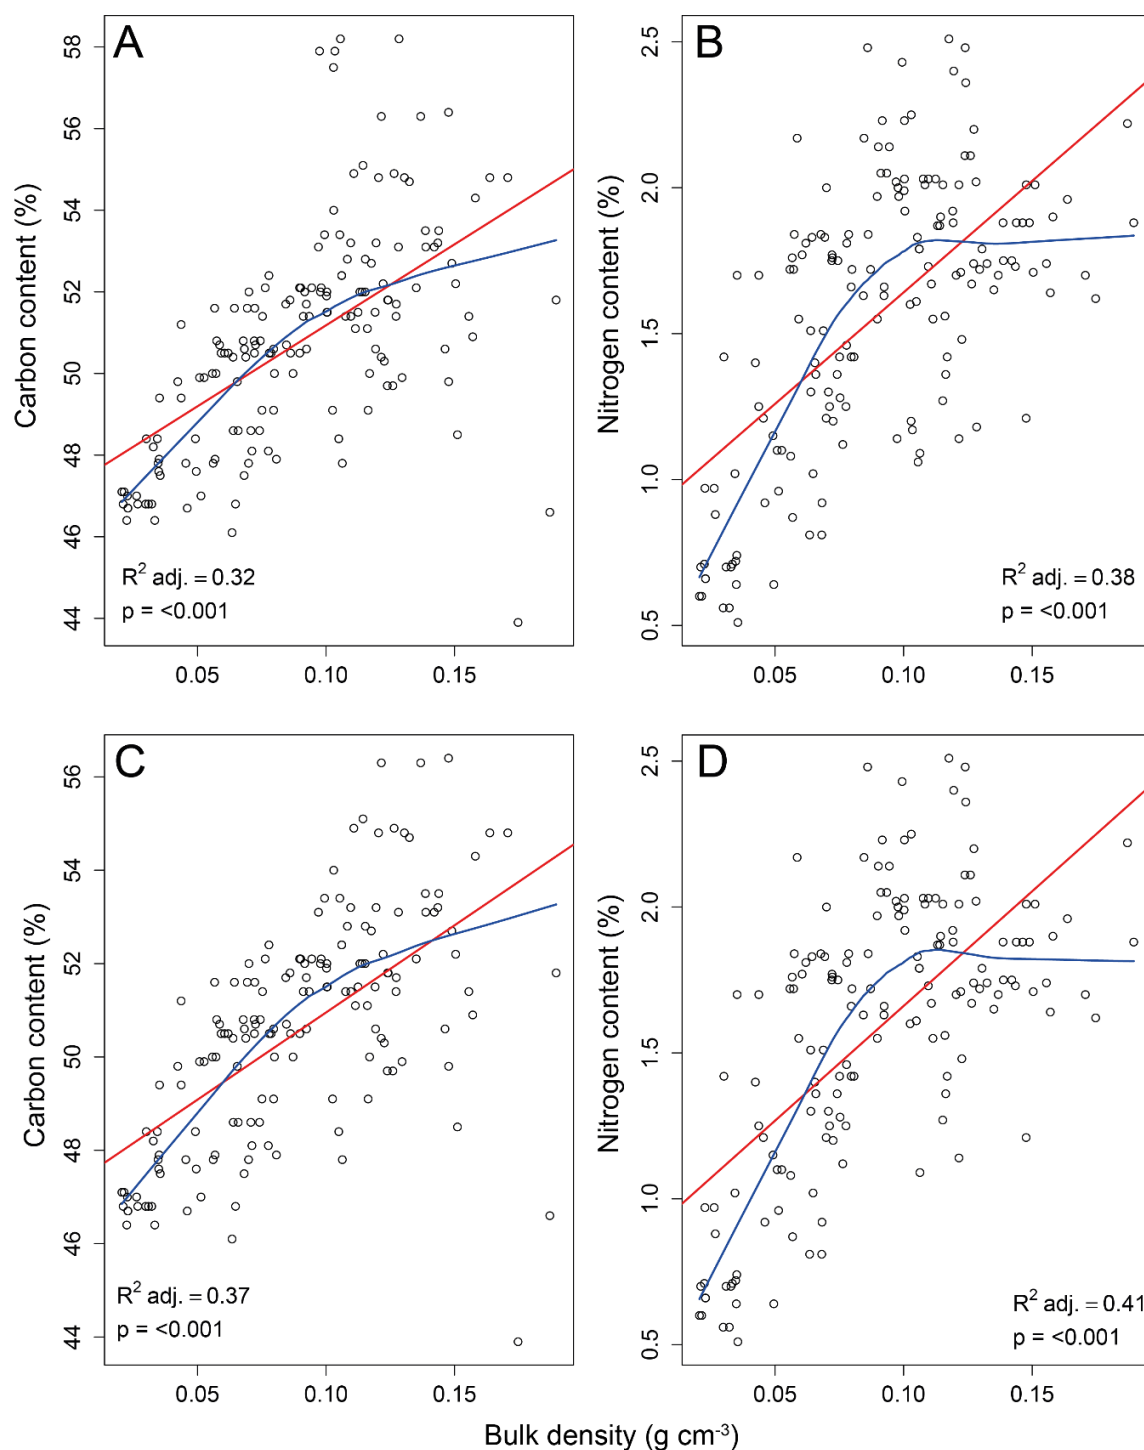 A
Carbon content (%)
58
56
54
52
50
48
46
44
R² adj. = 0.32
p = <0.001
0.05 0.10 0.15
B
Nitrogen content (%)
2.5
2.0
1.5
1.0
0.5
R² adj. = 0.38
p = <0.001
0.05 0.10 0.15
C
Carbon content (%)
56
54
52
50
48
46
44
R² adj. = 0.37
p = <0.001
0.05 0.10 0.15
D
Nitrogen content (%)
2.5
2.0
1.5
1.0
0.5
R² adj. = 0.41
p = <0.001
0.05 0.10 0.15
Bulk density (g cm⁻³)